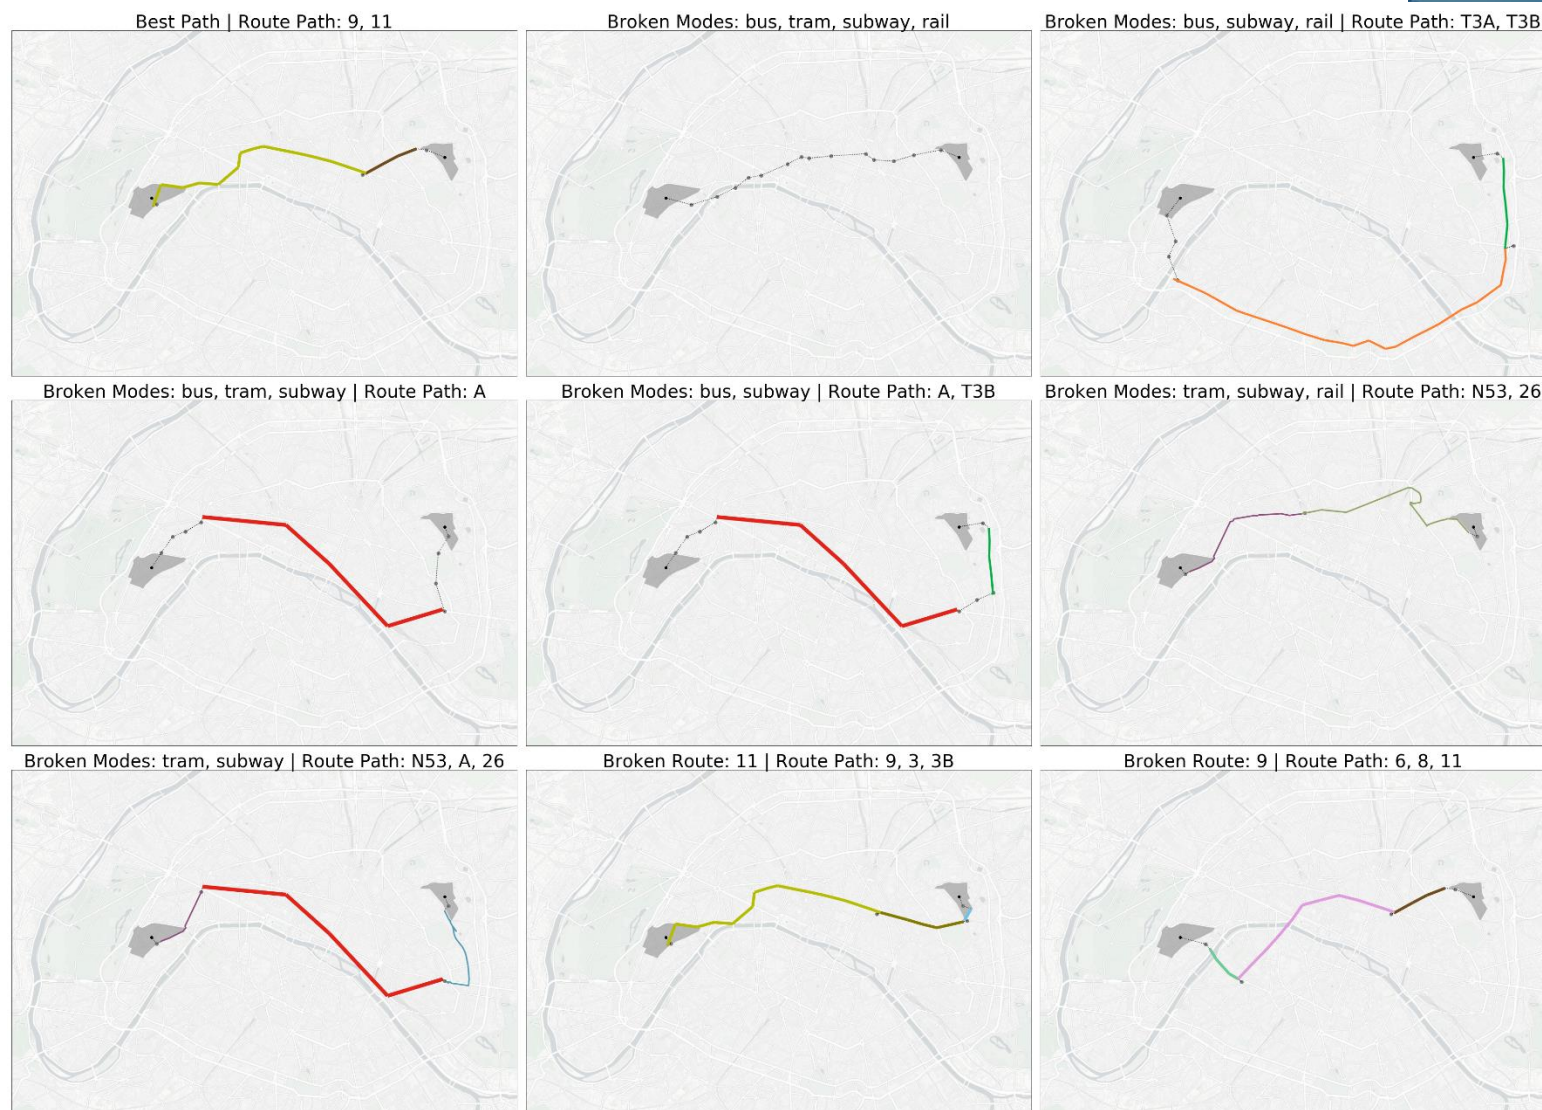 Best Path | Route Path: 9, 11
Broken Modes: bus, tram, subway, rail
Broken Modes: bus, subway, rail | Route Path: T3A, T3B
Broken Modes: bus, tram, subway | Route Path: A
Broken Modes: bus, subway | Route Path: A, T3B
Broken Modes: tram, subway, rail | Route Path: N53, 26
Broken Modes: tram, subway | Route Path: N53, A, 26
Broken Route: 11 | Route Path: 9, 3, 3B
Broken Route: 9 | Route Path: 6, 8, 11